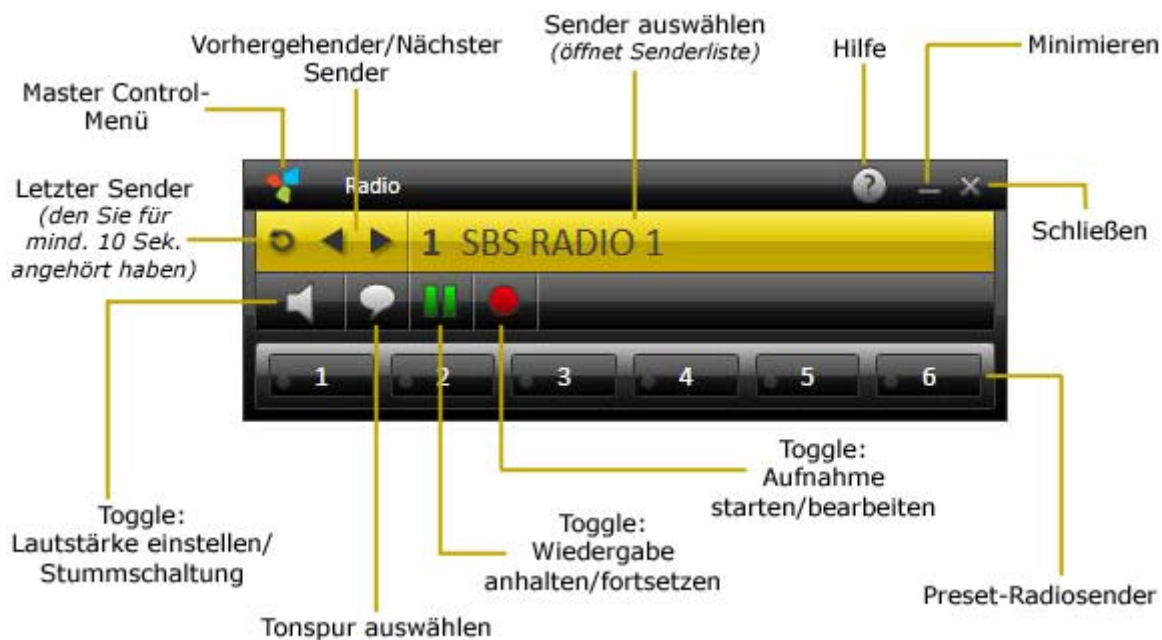 Sender auswählen
(öffnet Senderliste)
Vorhergehender/Nächster
Sender
Hilfe
Minimieren
Master Control-
Menü
Letzter Sender
(den Sie für
mind. 10 Sek.
angehört haben)
Radio
?
Schließen
1 SBS RADIO 1
1 2 3 4 5 6
Toggle:
Lautstärke einstellen/
Stummschaltung
Toggle:
Wiedergabe
anhalten/fortsetzen
Toggle:
Aufnahme
starten/bearbeiten
Preset-Radiosender
Tonspur auswählen